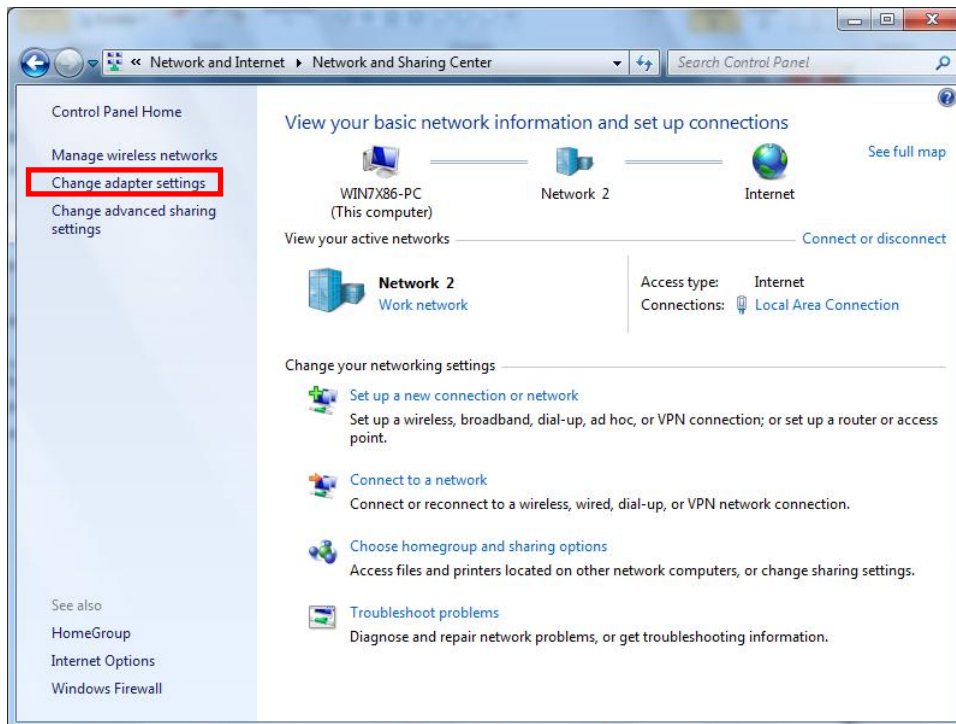 « Network and Internet ▸ Network and Sharing Center
Search Control Panel
Control Panel Home
Manage wireless networks
Change adapter settings
Change advanced sharing
settings
See also
HomeGroup
Internet Options
Windows Firewall
View your basic network information and set up connections
See full map
WIN7X86-PC
(This computer)
Network 2
Internet
View your active networks
Connect or disconnect
Network 2
Work network
Access type: Internet
Connections: Local Area Connection
Change your networking settings
Set up a new connection or network
Set up a wireless, broadband, dial-up, ad hoc, or VPN connection; or set up a router or access
point.
Connect to a network
Connect or reconnect to a wireless, wired, dial-up, or VPN network connection.
Choose homegroup and sharing options
Access files and printers located on other network computers, or change sharing settings.
Troubleshoot problems
Diagnose and repair network problems, or get troubleshooting information.